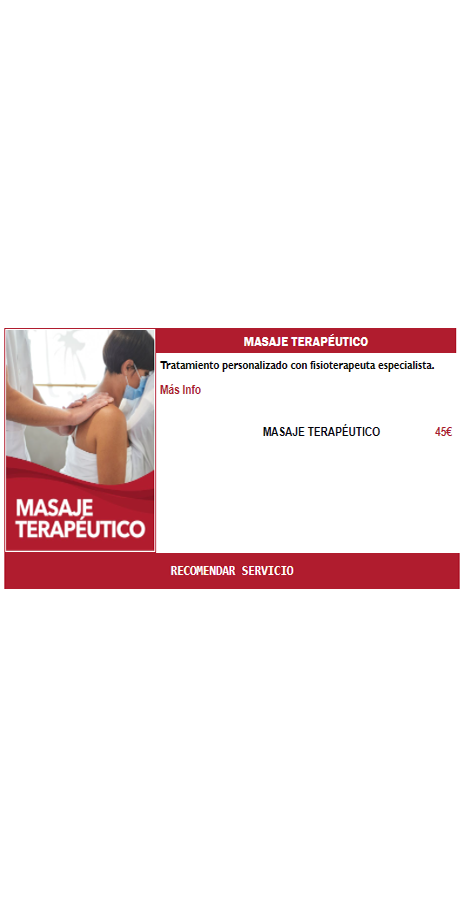 MASAJE TERAPÉUTICO
Tratamiento personalizado con fisioterapeuta especialista.
Más Info
MASAJE TERAPÉUTICO 45€
MASAJE
TERAPÉUTICO
RECOMENDAR SERVICIO